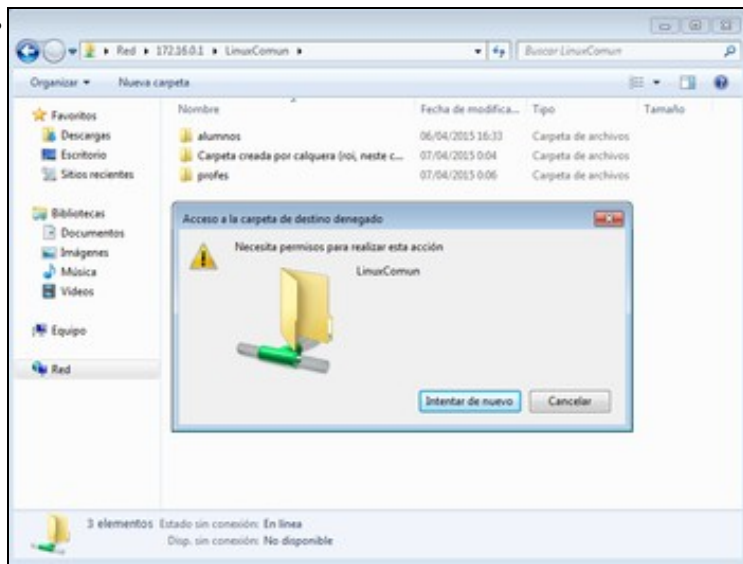 Red ▸ 172.16.0.1 ▸ LinuxComun ▸
Buscar LinuxComun
Organizar Nueva carpeta
Nombre Fecha de modifica... Tipo Tamaño
alumnos 06/04/2015 16:33 Carpeta de archivos
Carpeta creada por calquera (roi, neste c... 07/04/2015 0:04 Carpeta de archivos
profes 07/04/2015 0:06 Carpeta de archivos
Favoritos
Descargas
Escritorio
Sitios recientes
Bibliotecas
Documentos
Imágenes
Música
Vídeos
Equipo
Red
Acceso a la carpeta de destino denegado
Necesita permisos para realizar esta acción
LinuxComun
Intentar de nuevo Cancelar
3 elementos Estado sin conexión: En línea
Disp. sin conexión: No disponible